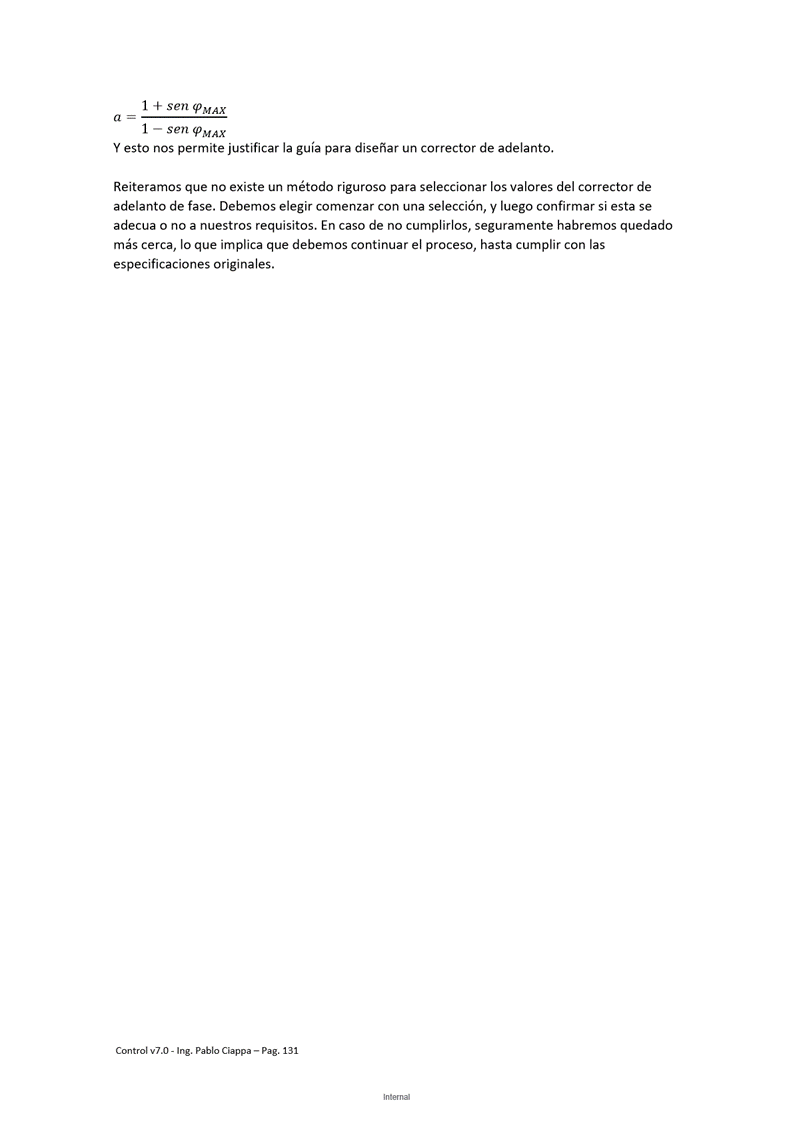 a = \frac{1 + sen φ_{MAX}}{1 − sen φ_{MAX}}
Y esto nos permite justificar la guía para diseñar un corrector de adelanto.
Reiteramos que no existe un método riguroso para seleccionar los valores del corrector de
adelanto de fase. Debemos elegir comenzar con una selección, y luego confirmar si esta se
adecua o no a nuestros requisitos. En caso de no cumplirlos, seguramente habremos quedado
más cerca, lo que implica que debemos continuar el proceso, hasta cumplir con las
especificaciones originales.
Control v7.0 - Ing. Pablo Ciappa – Pag. 131
Internal